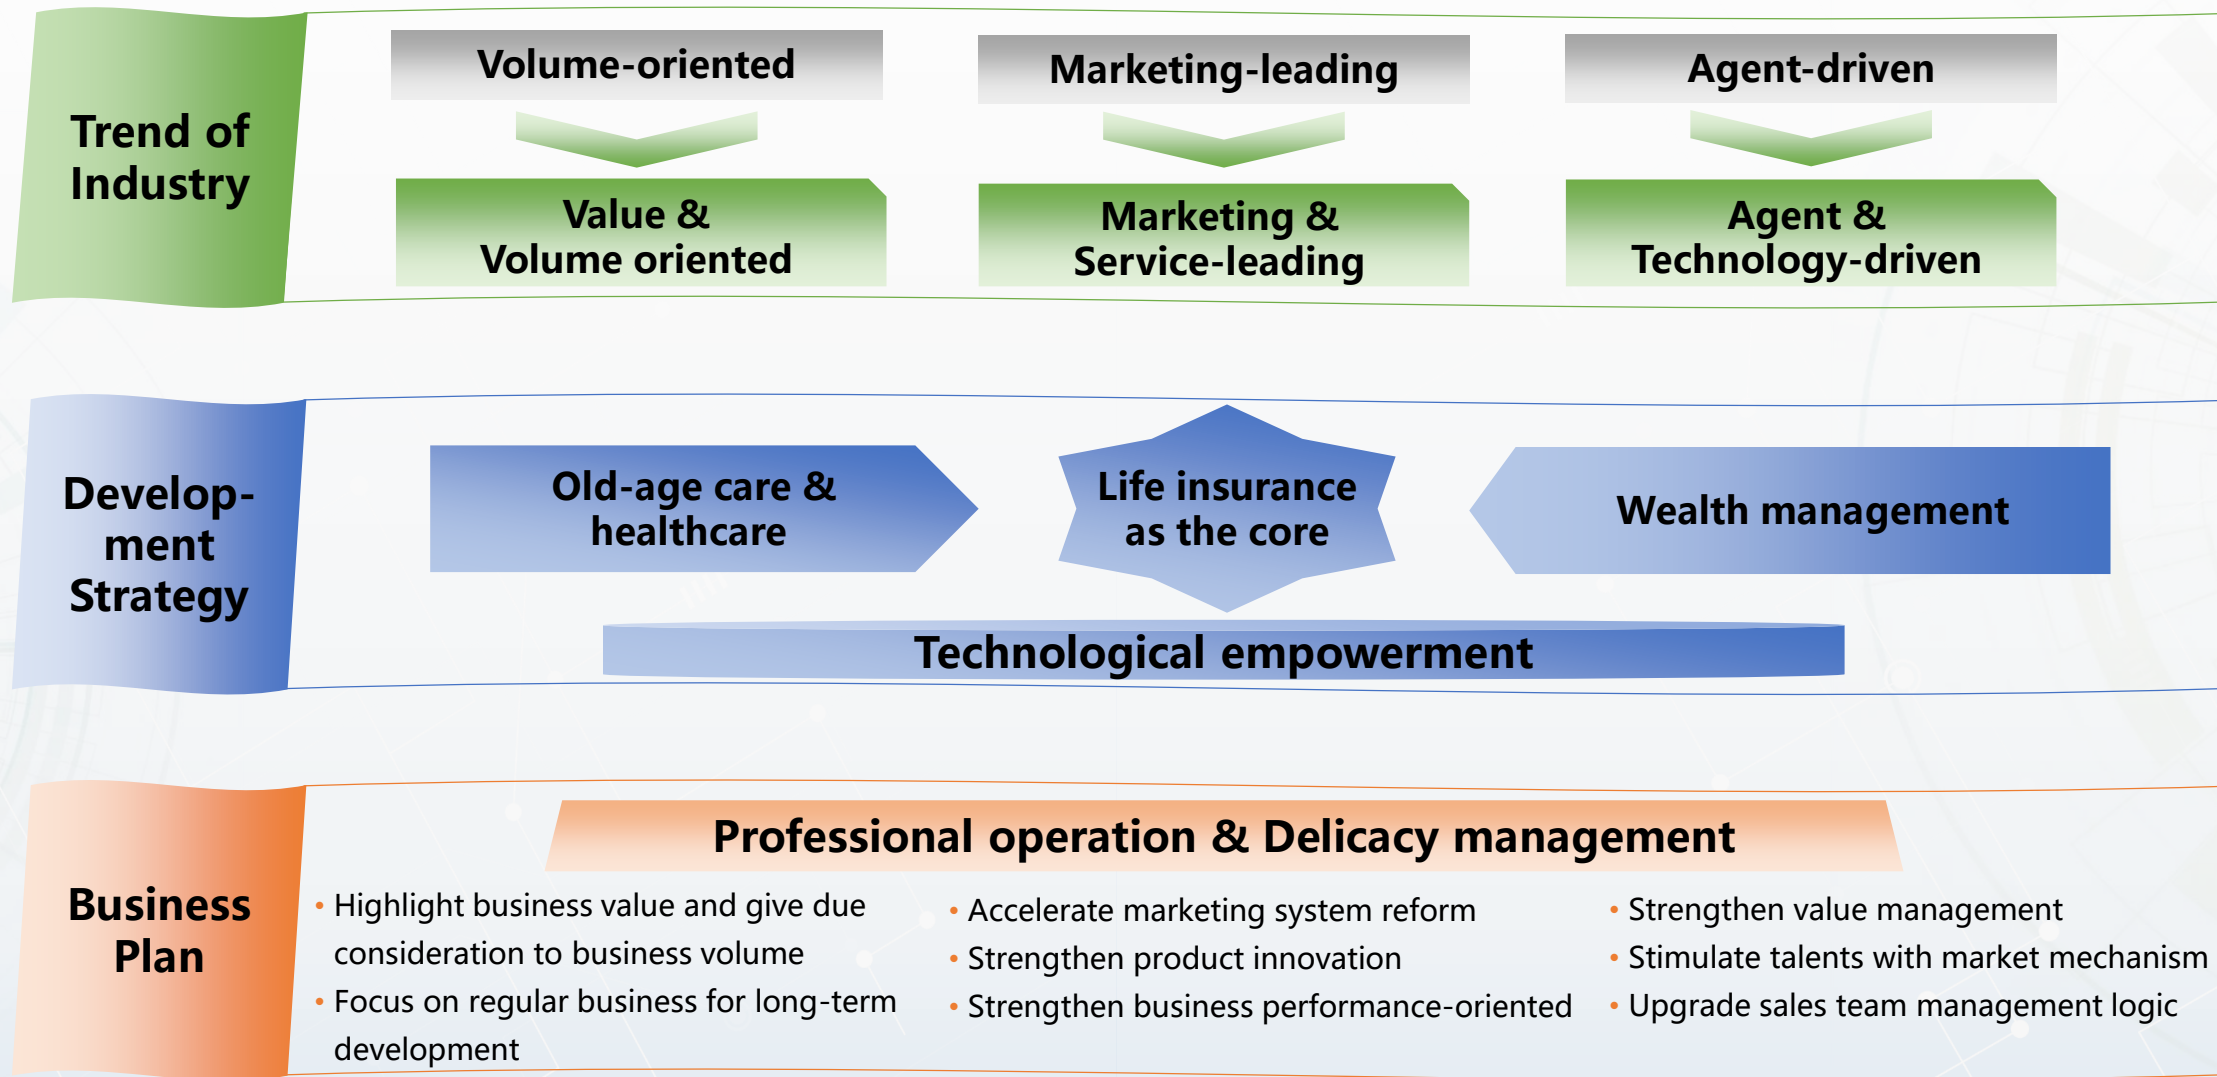 Trend of
Industry
Volume-oriented
Marketing-leading
Agent-driven
Value &
Volume oriented
Marketing &
Service-leading
Agent &
Technology-driven
Develop-
ment
Strategy
Old-age care &
healthcare
Life insurance
as the core
Wealth management
Technological empowerment
Business
Plan
Professional operation & Delicacy management
• Highlight business value and give due
consideration to business volume
• Focus on regular business for long-term
development
• Accelerate marketing system reform
• Strengthen product innovation
• Strengthen business performance-oriented
• Strengthen value management
• Stimulate talents with market mechanism
• Upgrade sales team management logic